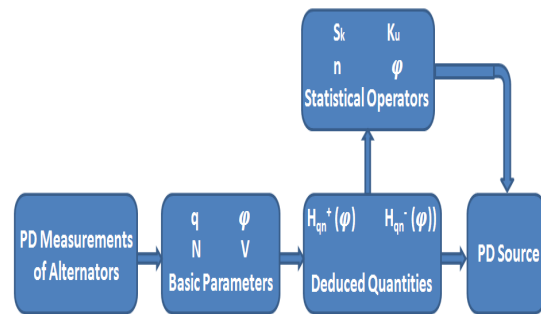 Sk Ku
n φ
Statistical Operators
PD Measurements
of Alternators
q φ
N V
Basic Parameters
Hqn+ (φ) Hqn- (φ))
Deduced Quantities
PD Source